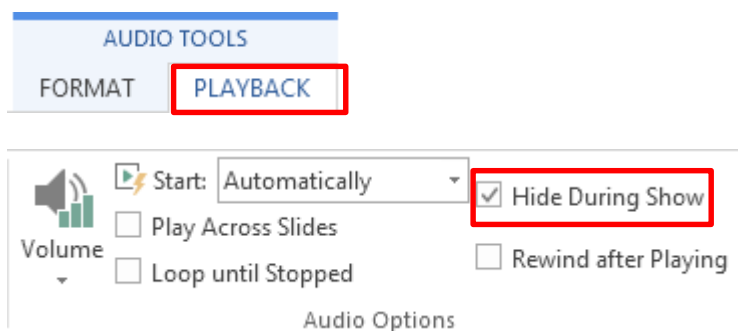 AUDIO TOOLS
FORMAT PLAYBACK
Start: Automatically
Hide During Show
Play Across Slides
Volume
Rewind after Playing
Loop until Stopped
Audio Options